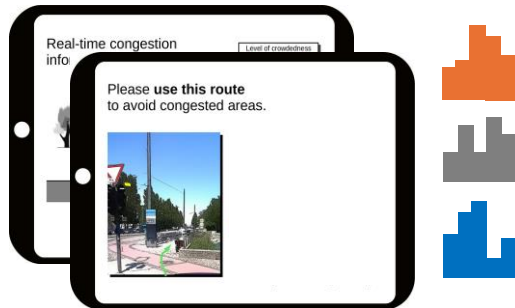 Real-time congestion
Level of crowdedness
Please use this route
to avoid congested areas.